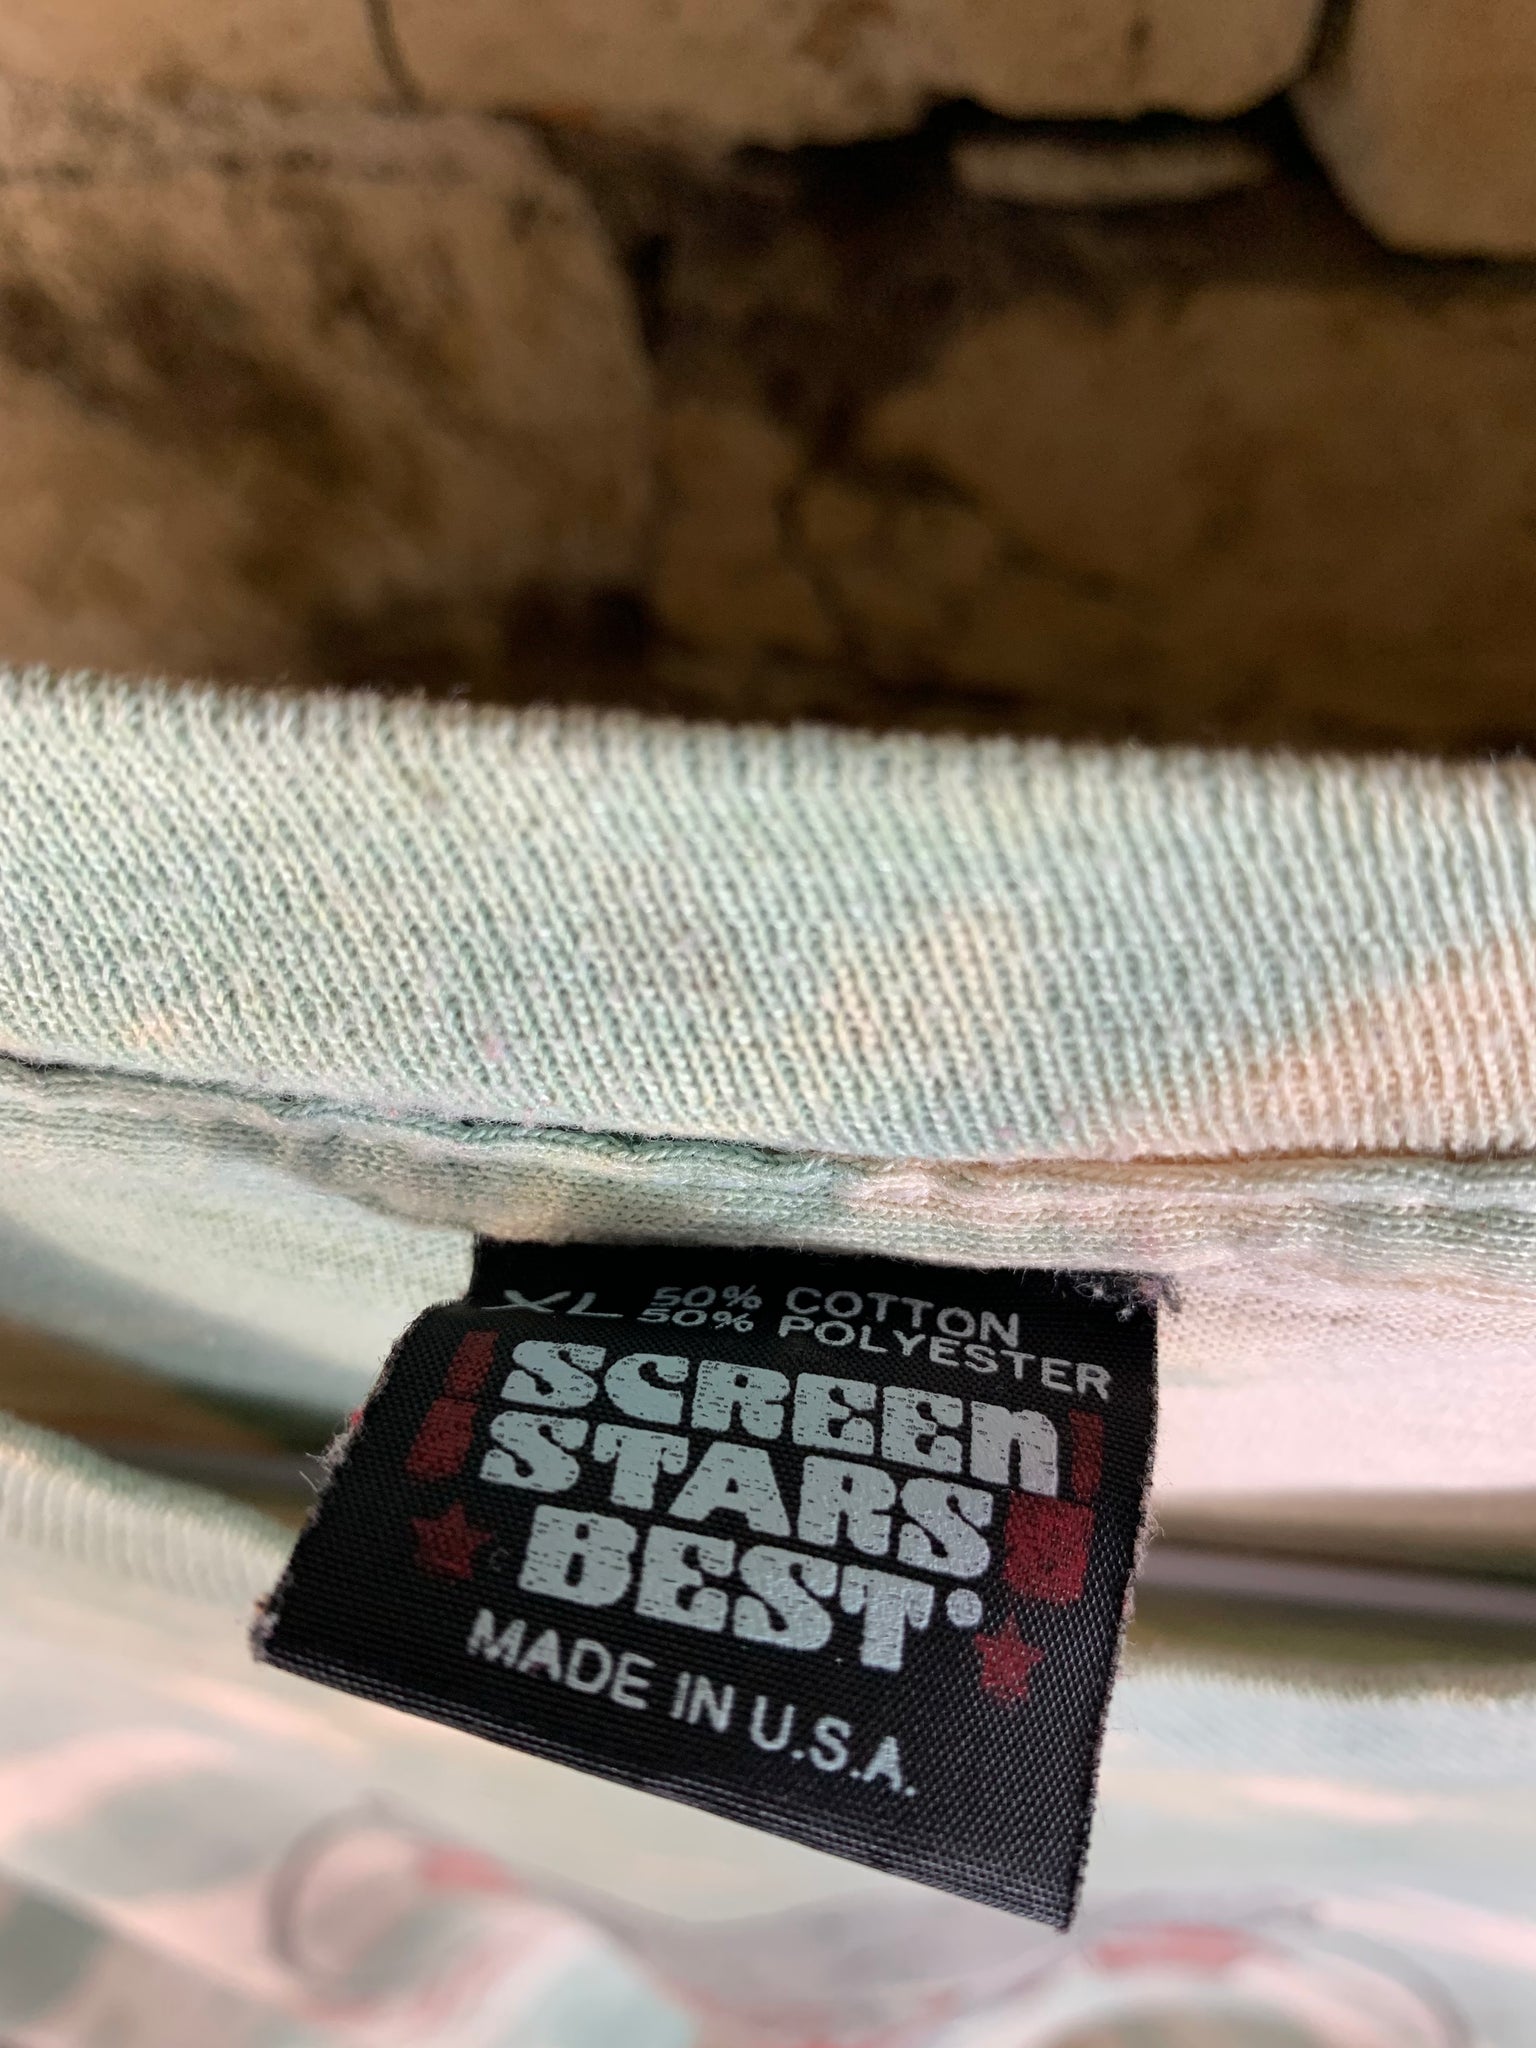 XL 50% COTTON
50% POLYESTER
SCREEN
STARS
BEST
MADE IN U.S.A.